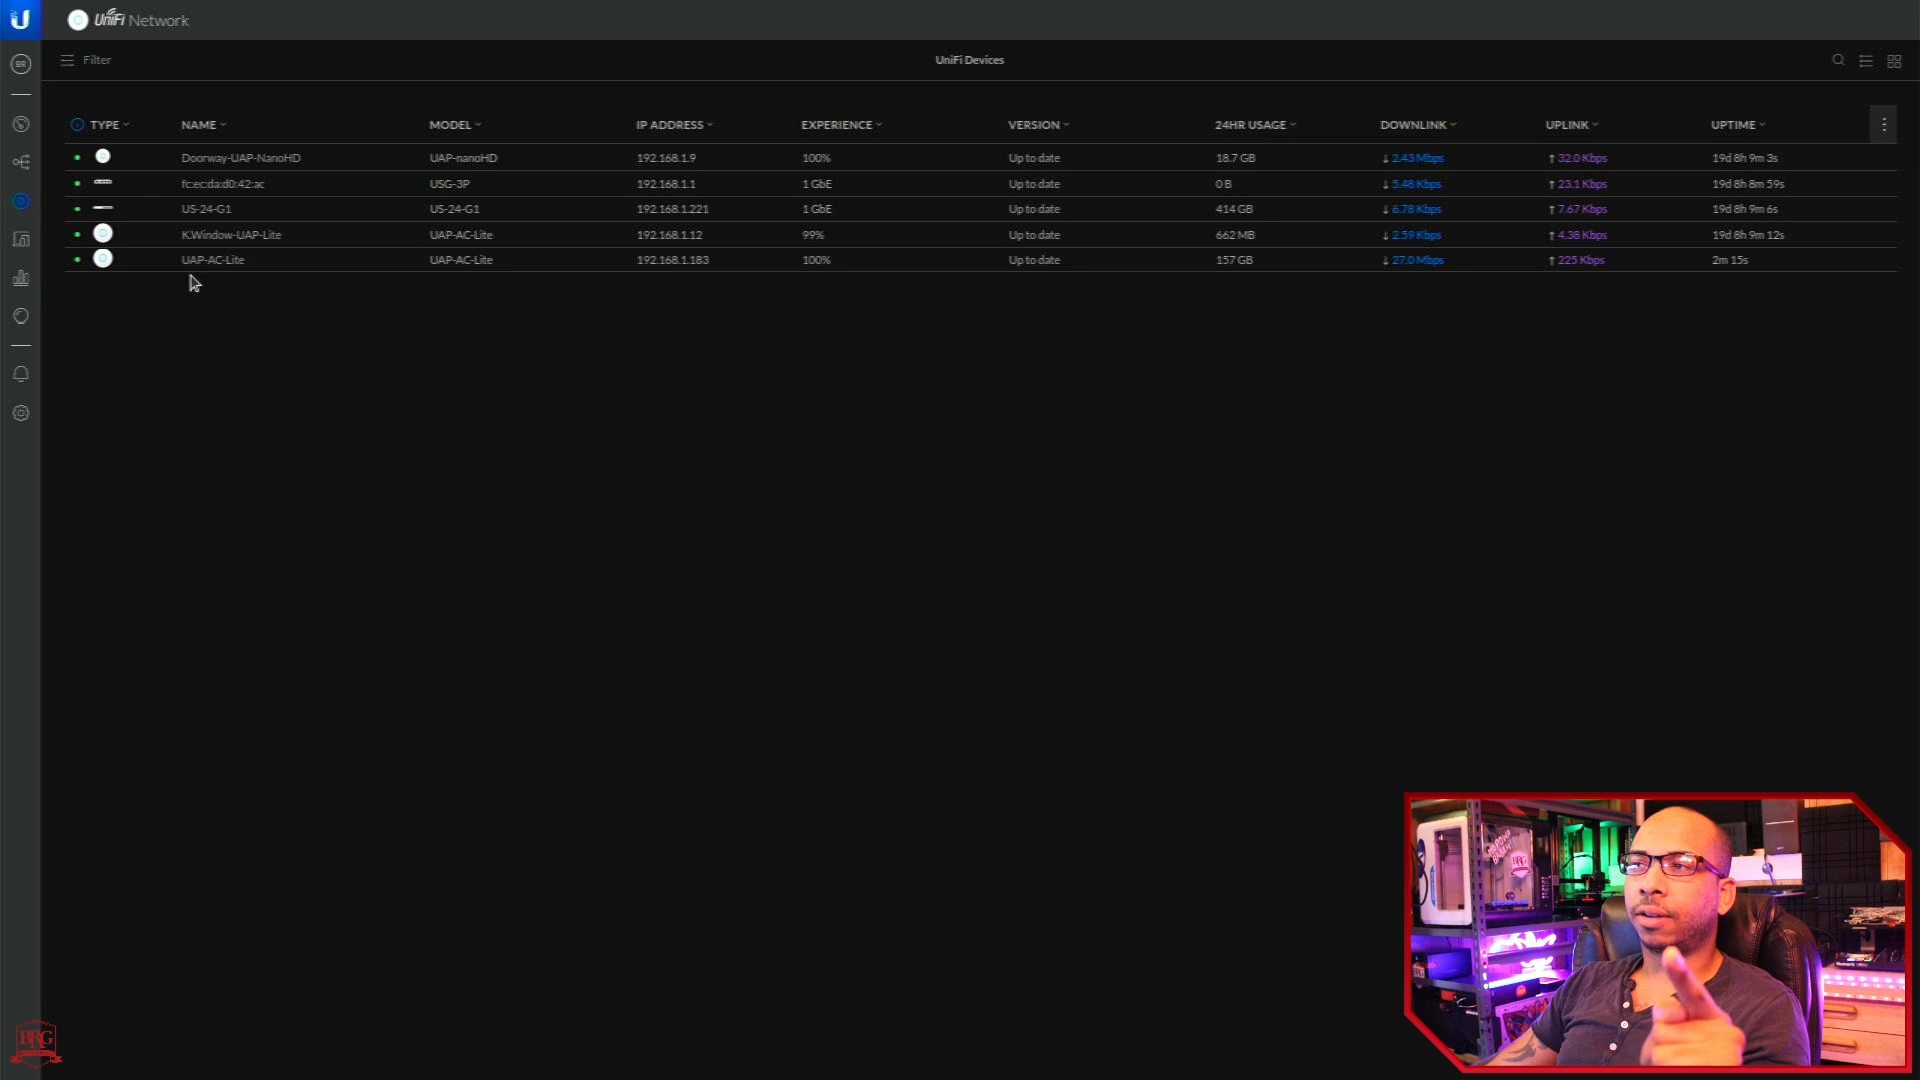 UniFi Network
BR
Filter
UniFi Devices
TYPE NAME MODEL IP ADDRESS EXPERIENCE VERSION 24HR USAGE DOWNLINK UPLINK UPTIME
Doorway-UAP-NanoHD UAP-nanoHD 192.168.1.9 100% Up to date 18.7 GB ↓ 2.43 Mbps ↑ 32.0 Kbps 19d 8h 9m 3s
fc:ec:da:d0:42:ac USG-3P 192.168.1.1 1 GbE Up to date 0 B ↓ 5.48 Kbps ↑ 23.1 Kbps 19d 8h 8m 59s
US-24-G1 US-24-G1 192.168.1.221 1 GbE Up to date 414 GB ↓ 6.78 Kbps ↑ 7.67 Kbps 19d 8h 9m 6s
K.Window-UAP-Lite UAP-AC-Lite 192.168.1.12 99% Up to date 662 MB ↓ 2.59 Kbps ↑ 4.38 Kbps 19d 8h 9m 12s
UAP-AC-Lite UAP-AC-Lite 192.168.1.183 100% Up to date 157 GB ↓ 27.0 Mbps ↑ 225 Kbps 2m 15s